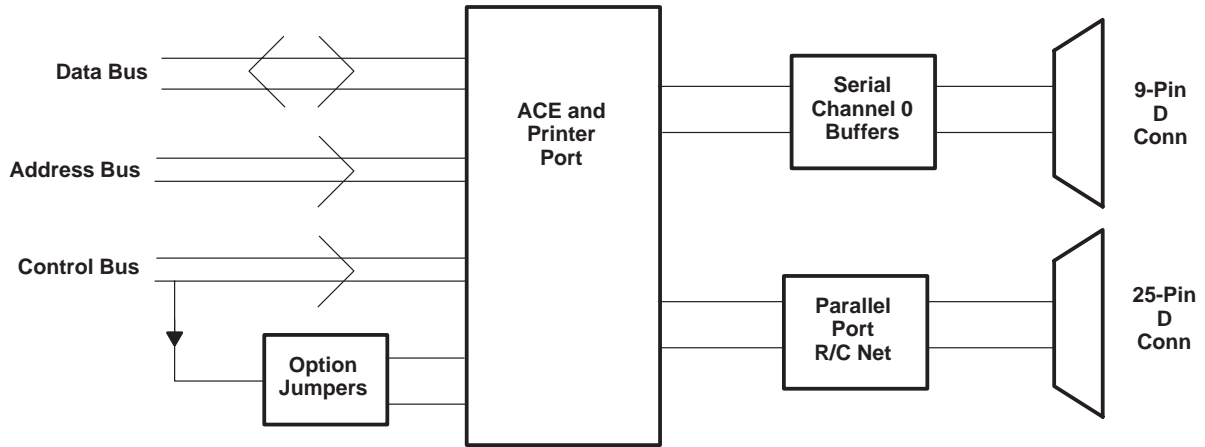 Data Bus
Address Bus
Control Bus
Option
Jumpers
ACE and
Printer
Port
Serial
Channel 0
Buffers
9-Pin
D
Conn
Parallel
Port
R/C Net
25-Pin
D
Conn